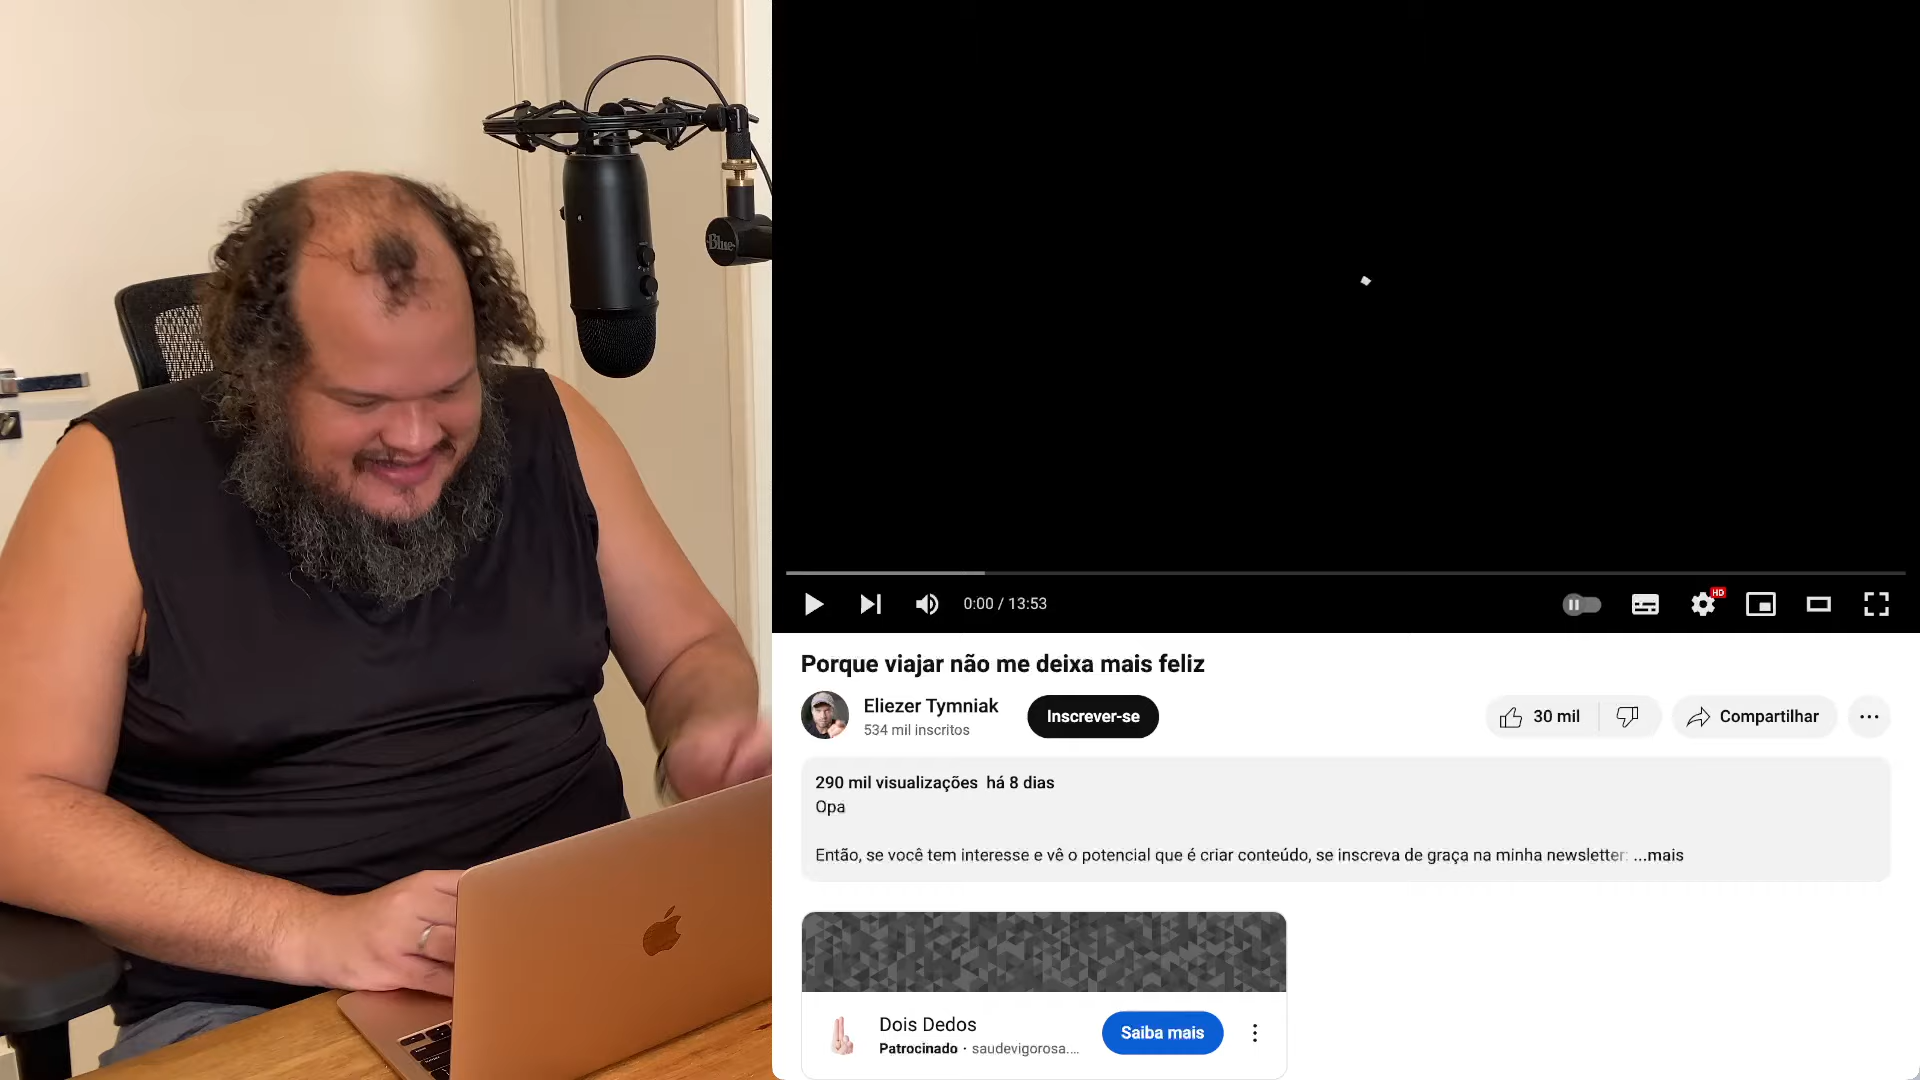 Blue
HD
0:00 / 13:53
Porque viajar não me deixa mais feliz
Eliezer Tymniak
534 mil inscritos
Inscrever-se
30 mil
Compartilhar
290 mil visualizações há 8 dias
Opa
Então, se você tem interesse e vê o potencial que é criar conteúdo, se inscreva de graça na minha newsletter: ...mais
Dois Dedos
Patrocinado · saudevigorosa....
Saiba mais